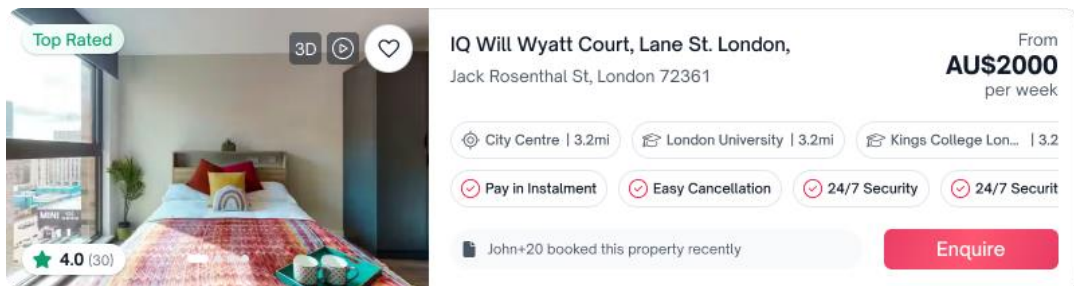 Top Rated
3D
MINI
4.0 (30)
IQ Will Wyatt Court, Lane St. London,
Jack Rosenthal St, London 72361
From
AU$2000
per week
City Centre | 3.2mi
London University | 3.2mi
Kings College Lon... | 3.2
Pay in Instalment
Easy Cancellation
24/7 Security
24/7 Securit
John+20 booked this property recently
Enquire